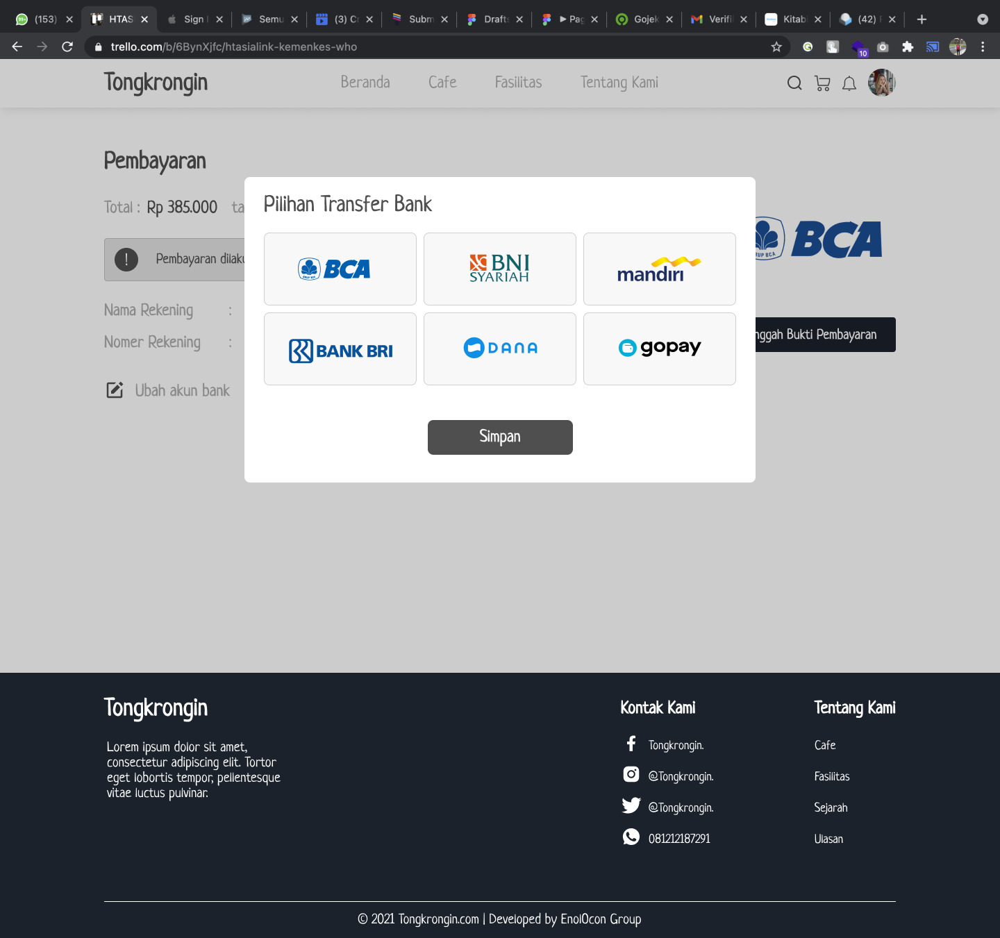 (153)
HTAS
Sign I
Semu
(3) Cr
Subm
Drafts
Pag
Gojek
Verifi
Kitabi
(42) F
trello.com/b/6BynXjfc/htasialink-kemenkes-who
10
Tongkrongin
Beranda Cafe Fasilitas Tentang Kami
Pembayaran
Total : Rp 385.000 ta
! Pembayaran dilaku
Nama Rekening :
Nomer Rekening :
Ubah akun bank
BCA
nggah Bukti Pembayaran
Pilihan Transfer Bank
BCA
BNI
SYARIAH
mandiri
BANK BRI
DANA
gopay
Simpan
Tongkrongin
Lorem ipsum dolor sit amet,
consectetur adipiscing elit. Tortor
eget lobortis tempor, pellentesque
vitae luctus pulvinar.
Kontak Kami
Tongkrongin.
@Tongkrongin.
@Tongkrongin.
081212187291
Tentang Kami
Cafe
Fasilitas
Sejarah
Ulasan
© 2021 Tongkrongin.com | Developed by EnolOcon Group